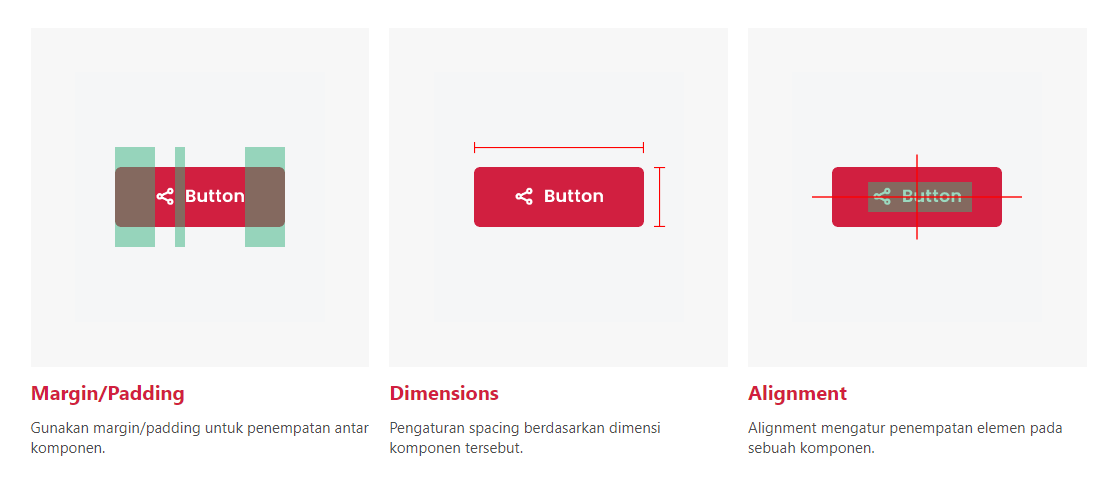 Button
Button
Button
Margin/Padding
Gunakan margin/padding untuk penempatan antar
komponen.
Dimensions
Pengaturan spacing berdasarkan dimensi
komponen tersebut.
Alignment
Alignment mengatur penempatan elemen pada
sebuah komponen.